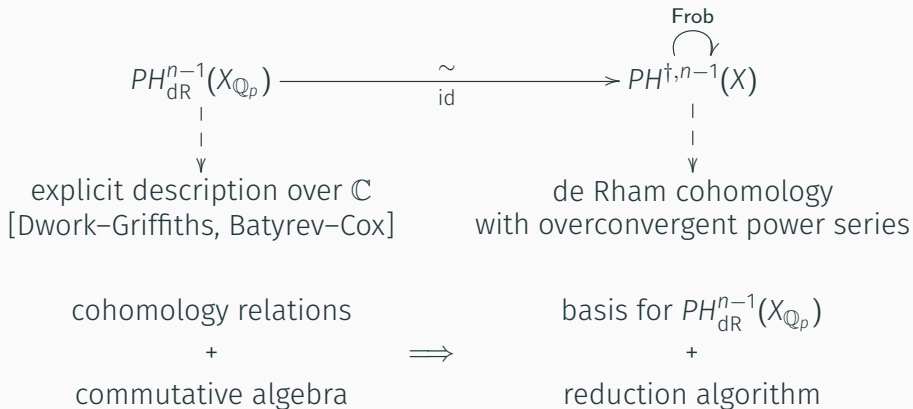 Frob
PH^{n−1}_{dR}(X_{ℚ_p}) ∼ PH^{†,n−1}(X)
id
explicit description over ℂ
[Dwork–Griffiths, Batyrev–Cox]
de Rham cohomology
with overconvergent power series
cohomology relations
+
commutative algebra
⟹
basis for PH^{n−1}_{dR}(X_{ℚ_p})
+
reduction algorithm